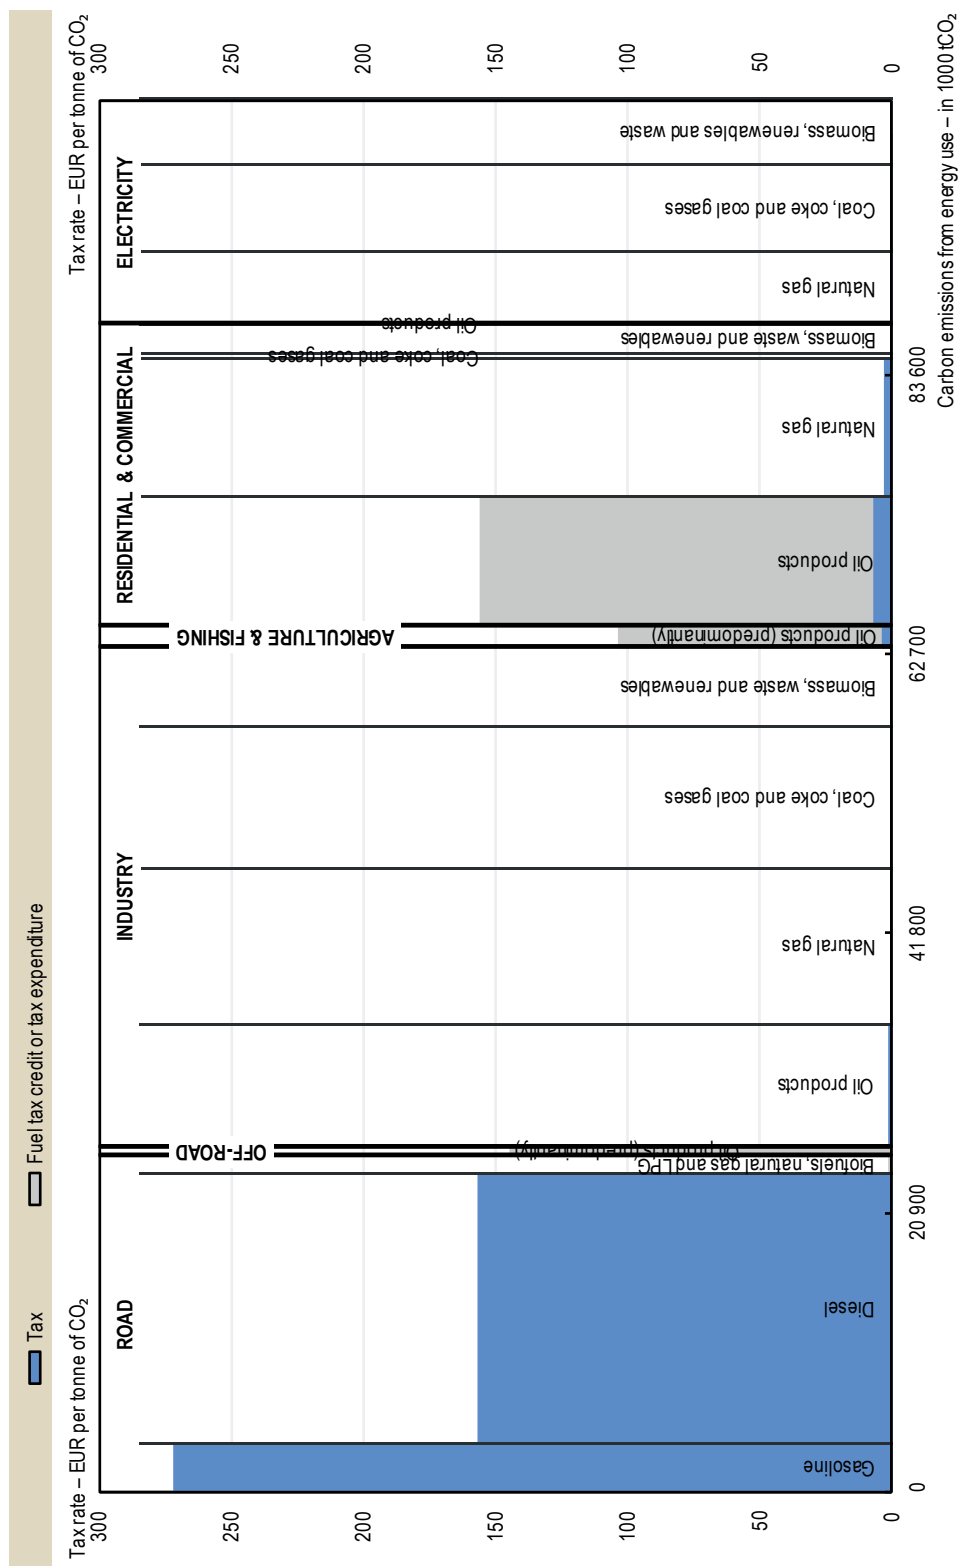 Tax
Fuel tax credit or tax expenditure
Tax rate – EUR per tonne of CO₂
Tax rate – EUR per tonne of CO₂
300
250
200
150
100
50
0
ROAD
OFF-ROAD
INDUSTRY
AGRICULTURE & FISHING
RESIDENTIAL & COMMERCIAL
ELECTRICITY
300
250
200
150
100
50
0
Gasoline
Diesel
Biofuels, natural gas and LPG
Oil products (predominantly)
Oil products
Natural gas
Coal, coke and coal gases
Biomass, waste and renewables
Oil products (predominantly)
Oil products
Natural gas
Coal, coke and coal gases
Biomass, waste and renewables
Oil products
Natural gas
Coal, coke and coal gases
Biomass, renewables and waste
0
20 900
41 800
62 700
83 600
Carbon emissions from energy use – in 1000 tCO₂